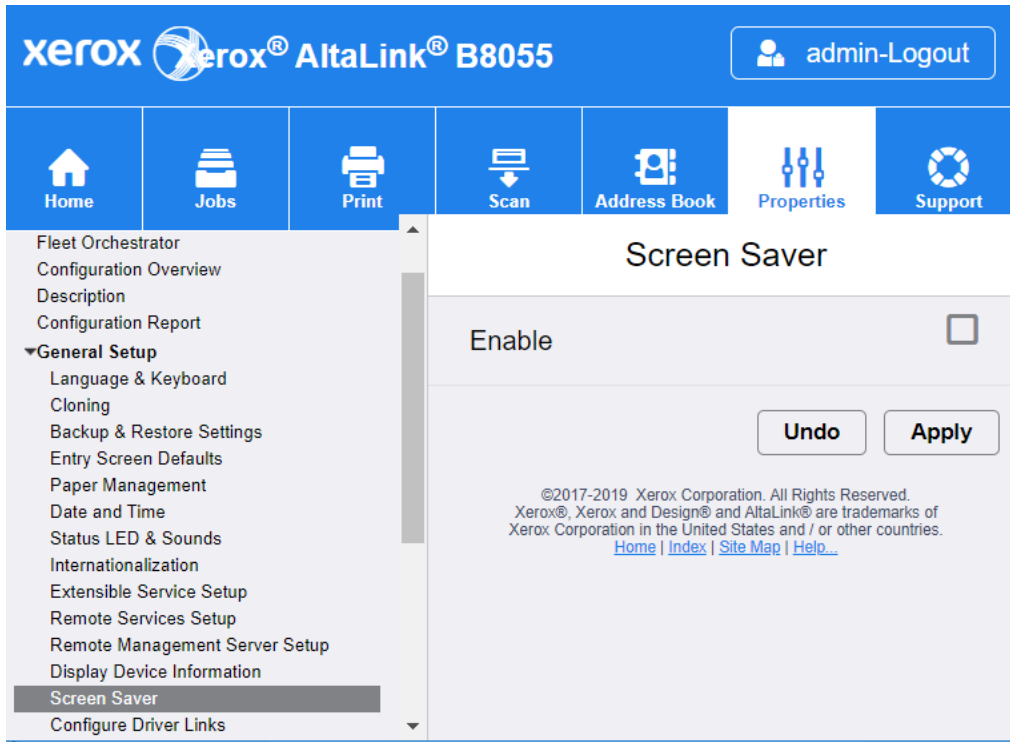 xerox Xerox® AltaLink® B8055
admin-Logout
Home
Jobs
Print
Scan
Address Book
Properties
Support
Fleet Orchestrator
Configuration Overview
Description
Configuration Report
General Setup
Language & Keyboard
Cloning
Backup & Restore Settings
Entry Screen Defaults
Paper Management
Date and Time
Status LED & Sounds
Internationalization
Extensible Service Setup
Remote Services Setup
Remote Management Server Setup
Display Device Information
Screen Saver
Configure Driver Links
Screen Saver
Enable
Undo
Apply
©2017-2019 Xerox Corporation. All Rights Reserved.
Xerox®, Xerox and Design® and AltaLink® are trademarks of
Xerox Corporation in the United States and / or other countries.
Home | Index | Site Map | Help...